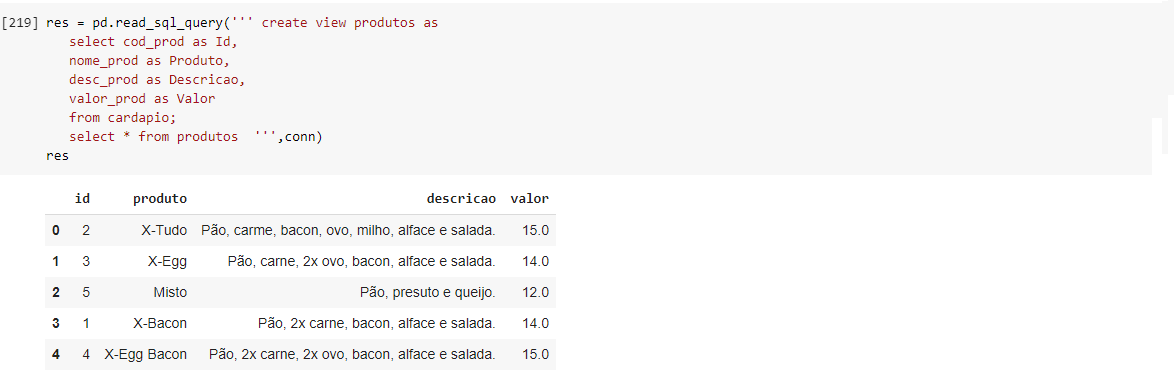 [219] res = pd.read_sql_query(''' create view produtos as
select cod_prod as Id,
nome_prod as Produto,
desc_prod as Descricao,
valor_prod as Valor
from cardapio;
select * from produtos  ''',conn)
res
id produto descricao valor
0 2 X-Tudo Pão, carme, bacon, ovo, milho, alface e salada. 15.0
1 3 X-Egg Pão, carne, 2x ovo, bacon, alface e salada. 14.0
2 5 Misto Pão, presuto e queijo. 12.0
3 1 X-Bacon Pão, 2x carne, bacon, alface e salada. 14.0
4 4 X-Egg Bacon Pão, 2x carne, 2x ovo, bacon, alface e salada. 15.0